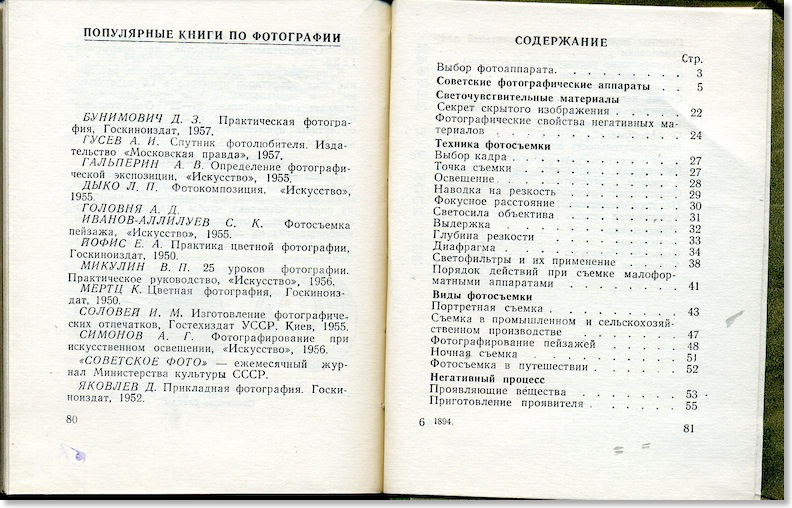 ПОПУЛЯРНЫЕ КНИГИ ПО ФОТОГРАФИИ
БУНИМОВИЧ Д. З. Практическая фотогра-
фия, Госкиноиздат, 1957.
ГУСЕВ А. И. Спутник фотолюбителя. Изда-
тельство «Московская правда», 1957.
ГАЛЬПЕРИН А. В. Определение фотографи-
ческой экспозиции, «Искусство», 1955.
ДЫКО Л. П. Фотокомпозиция. «Искусство»,
1955.
ГОЛОВНЯ А. Д.
ИВАНОВ-АЛЛИЛУЕВ С. К. Фотосъемка
пейзажа, «Искусство», 1955.
ИОФИС Е. А. Практика цветной фотографии,
Госкиноиздат, 1950.
МИКУЛИН В. П. 25 уроков фотографии.
Практическое руководство, «Искусство», 1956.
МЕРТЦ К. Цветная фотография, Госкиноиз-
дат, 1950.
СОЛОВЕЙ И. М. Изготовление фотографиче-
ских отпечатков, Гостехиздат УССР. Киев, 1955.
СИМОНОВ А. Г. Фотографирование при
искусственном освещении, «Искусство», 1956.
«СОВЕТСКОЕ ФОТО» — ежемесячный жур-
нал Министерства культуры СССР.
ЯКОВЛЕВ Д. Прикладная фотография. Госки-
ноиздат, 1952.
80
СОДЕРЖАНИЕ
Стр.
Выбор фотоаппарата. . . . . . . . . 3
Советские фотографические аппараты . . 5
Светочувствительные материалы
Секрет скрытого изображения . . . . . 22
Фотографические свойства негативных ма-
териалов . . . . . . . . . . . 24
Техника фотосъемки
Выбор кадра . . . . . . . . . . . 27
Точка съемки . . . . . . . . . . 27
Освещение . . . . . . . . . . . 28
Наводка на резкость . . . . . . . . 29
Фокусное расстояние . . . . . . . . 30
Светосила объектива . . . . . . . . 31
Выдержка . . . . . . . . . . . 32
Глубина резкости . . . . . . . . . 33
Диафрагма . . . . . . . . . . . 34
Светофильтры и их применение . . . . . 38
Порядок действий при съемке малофор-
матными аппаратами . . . . . . . . 41
Виды фотосъемки
Портретная съемка . . . . . . . . . 43
Съемка в промышленном и сельскохозяй-
ственном производстве . . . . . . . 47
Фотографирование пейзажей . . . . . . 48
Ночная съемка . . . . . . . . . . 51
Фотосъемка в путешествии . . . . . . 52
Негативный процесс
Проявляющие вещества . . . . . . . 53
Приготовление проявителя . . . . . . . 55
6 1894.
81